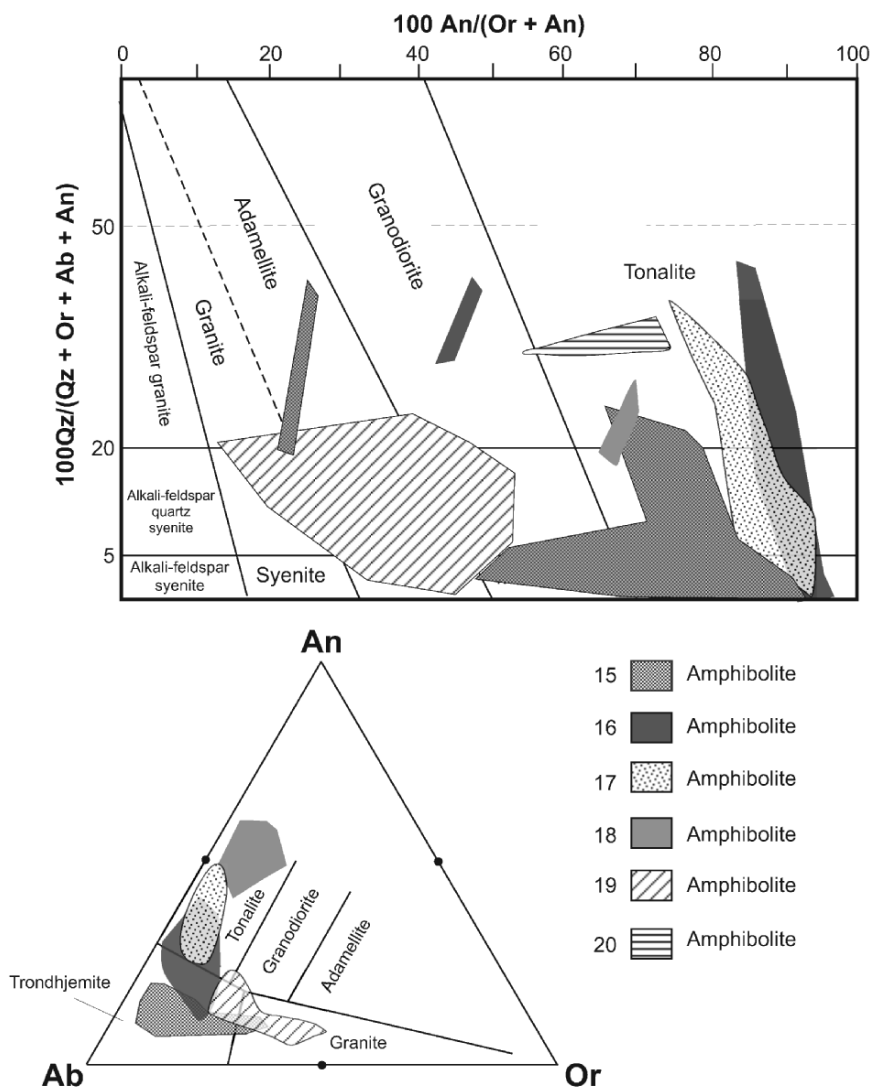 100 An/(Or + An)
0 20 40 60 80 100
100Qz/(Qz + Or + Ab + An)
50
20
5
Alkali-feldspar granite
Granite
Adamellite
Granodiorite
Tonalite
Alkali-feldspar
quartz
syenite
Alkali-feldspar
syenite
Syenite
An
Tonalite
Granodiorite
Adamellite
Trondhjemite
Granite
Ab
Or
15 Amphibolite
16 Amphibolite
17 Amphibolite
18 Amphibolite
19 Amphibolite
20 Amphibolite